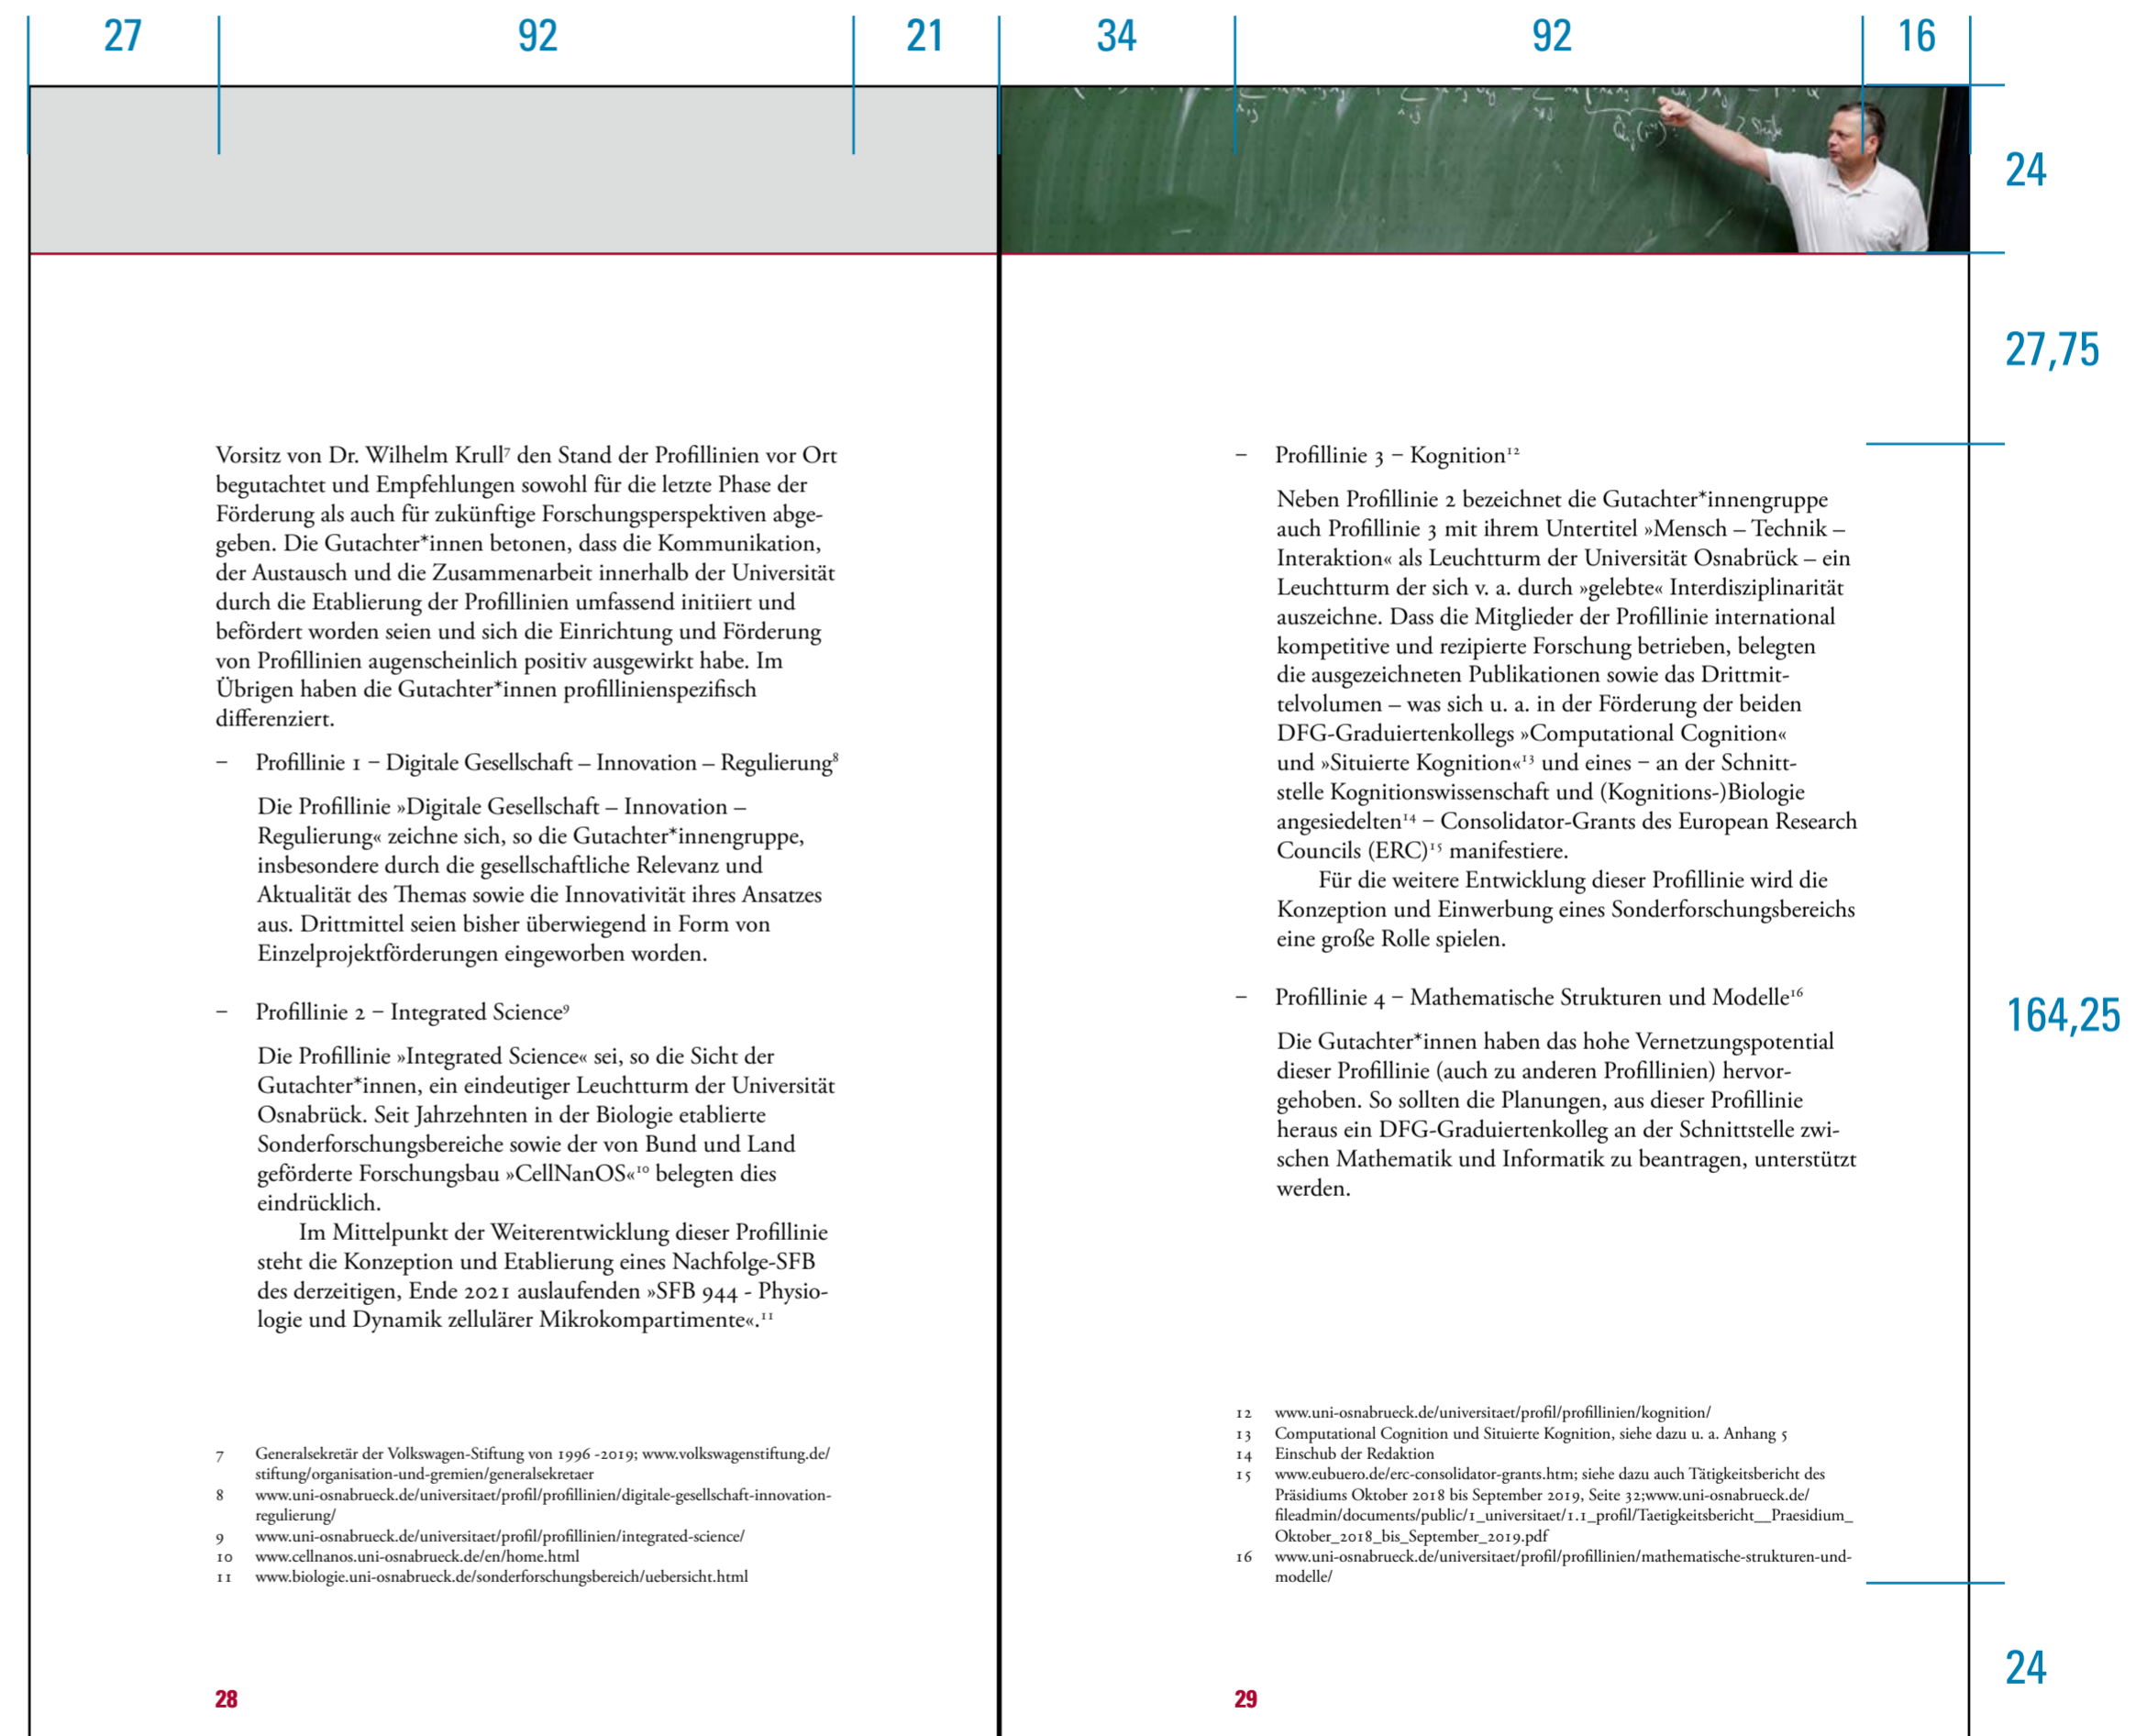 27 92 21 34 92 16
24
27,75
164,25
24
Vorsitz von Dr. Wilhelm Krull⁷ den Stand der Profillinien vor Ort
begutachtet und Empfehlungen sowohl für die letzte Phase der
Förderung als auch für zukünftige Forschungsperspektiven abge-
geben. Die Gutachter*innen betonen, dass die Kommunikation,
der Austausch und die Zusammenarbeit innerhalb der Universität
durch die Etablierung der Profillinien umfassend initiiert und
befördert worden seien und sich die Einrichtung und Förderung
von Profillinien augenscheinlich positiv ausgewirkt habe. Im
Übrigen haben die Gutachter*innen profillinienspezifisch
differenziert.
– Profillinie 1 – Digitale Gesellschaft – Innovation – Regulierung⁸
Die Profillinie »Digitale Gesellschaft – Innovation –
Regulierung« zeichne sich, so die Gutachter*innengruppe,
insbesondere durch die gesellschaftliche Relevanz und
Aktualität des Themas sowie die Innovativität ihres Ansatzes
aus. Drittmittel seien bisher überwiegend in Form von
Einzelprojektförderungen eingeworben worden.
– Profillinie 2 – Integrated Science⁹
Die Profillinie »Integrated Science« sei, so die Sicht der
Gutachter*innen, ein eindeutiger Leuchtturm der Universität
Osnabrück. Seit Jahrzehnten in der Biologie etablierte
Sonderforschungsbereiche sowie der von Bund und Land
geförderte Forschungsbau »CellNanOS«¹⁰ belegten dies
eindrücklich.
Im Mittelpunkt der Weiterentwicklung dieser Profillinie
steht die Konzeption und Etablierung eines Nachfolge-SFB
des derzeitigen, Ende 2021 auslaufenden »SFB 944 - Physio-
logie und Dynamik zellulärer Mikrokompartimente«.¹¹
7 Generalsekretär der Volkswagen-Stiftung von 1996 -2019; www.volkswagenstiftung.de/
stiftung/organisation-und-gremien/generalsekretaer
8 www.uni-osnabrueck.de/universitaet/profil/profillinien/digitale-gesellschaft-innovation-
regulierung/
9 www.uni-osnabrueck.de/universitaet/profil/profillinien/integrated-science/
10 www.cellnanos.uni-osnabrueck.de/en/home.html
11 www.biologie.uni-osnabrueck.de/sonderforschungsbereich/uebersicht.html
28
– Profillinie 3 – Kognition¹²
Neben Profillinie 2 bezeichnet die Gutachter*innengruppe
auch Profillinie 3 mit ihrem Untertitel »Mensch – Technik –
Interaktion« als Leuchtturm der Universität Osnabrück – ein
Leuchtturm der sich v. a. durch »gelebte« Interdisziplinarität
auszeichne. Dass die Mitglieder der Profillinie international
kompetitive und rezipierte Forschung betrieben, belegten
die ausgezeichneten Publikationen sowie das Drittmit-
telvolumen – was sich u. a. in der Förderung der beiden
DFG-Graduiertenkollegs »Computational Cognition«
und »Situierte Kognition«¹³ und eines – an der Schnitt-
stelle Kognitionswissenschaft und (Kognitions-)Biologie
angesiedelten¹⁴ – Consolidator-Grants des European Research
Councils (ERC)¹⁵ manifestiere.
Für die weitere Entwicklung dieser Profillinie wird die
Konzeption und Einwerbung eines Sonderforschungsbereichs
eine große Rolle spielen.
– Profillinie 4 – Mathematische Strukturen und Modelle¹⁶
Die Gutachter*innen haben das hohe Vernetzungspotential
dieser Profillinie (auch zu anderen Profillinien) hervor-
gehoben. So sollten die Planungen, aus dieser Profillinie
heraus ein DFG-Graduiertenkolleg an der Schnittstelle zwi-
schen Mathematik und Informatik zu beantragen, unterstützt
werden.
12 www.uni-osnabrueck.de/universitaet/profil/profillinien/kognition/
13 Computational Cognition und Situierte Kognition, siehe dazu u. a. Anhang 5
14 Einschub der Redaktion
15 www.eubuero.de/erc-consolidator-grants.htm; siehe dazu auch Tätigkeitsbericht des
Präsidiums Oktober 2018 bis September 2019, Seite 32;www.uni-osnabrueck.de/
fileadmin/documents/public/1_universitaet/1.1_profil/Taetigkeitsbericht__Praesidium_
Oktober_2018_bis_September_2019.pdf
16 www.uni-osnabrueck.de/universitaet/profil/profillinien/mathematische-strukturen-und-
modelle/
29